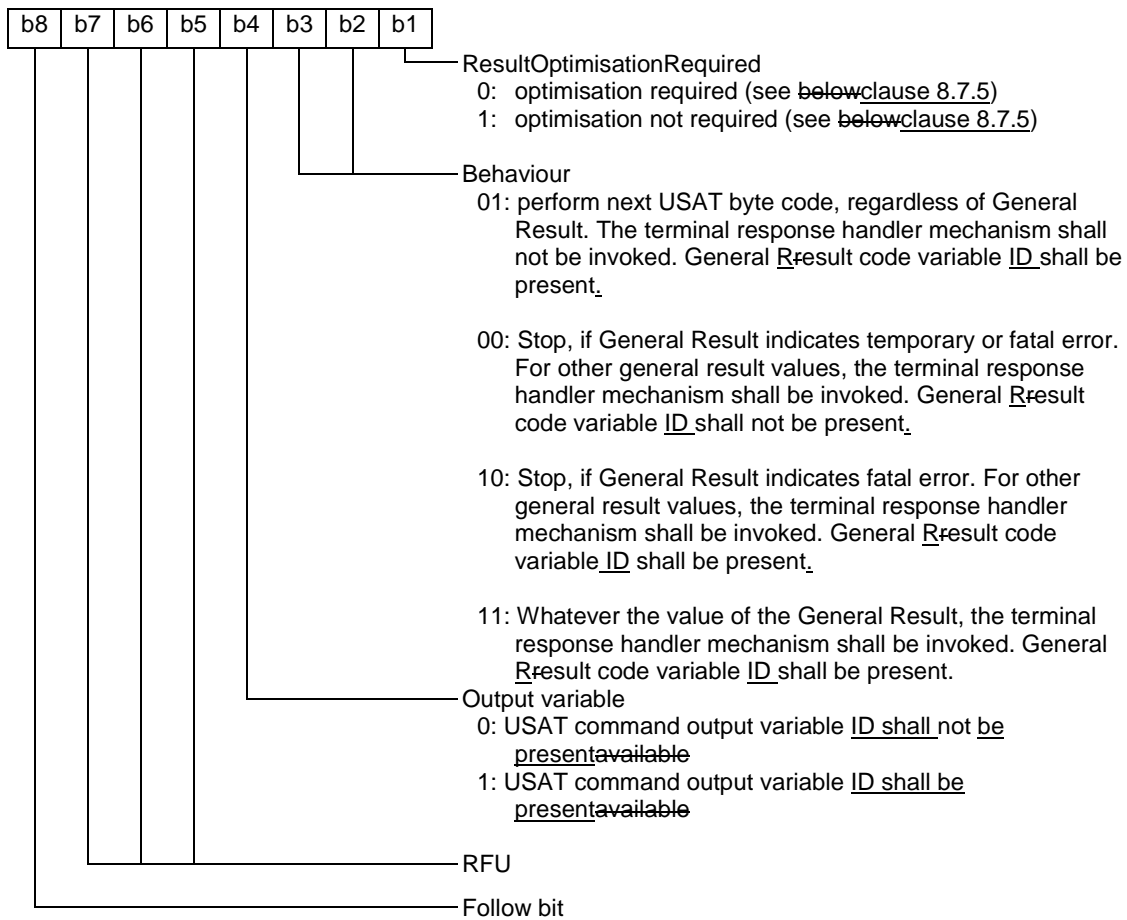 b8 b7 b6 b5 b4 b3 b2 b1
ResultOptimisationRequired
0: optimisation required (see belowclause 8.7.5)
1: optimisation not required (see belowclause 8.7.5)
Behaviour
01: perform next USAT byte code, regardless of General
Result. The terminal response handler mechanism shall
not be invoked. General Rresult code variable ID shall be
present.
00: Stop, if General Result indicates temporary or fatal error.
For other general result values, the terminal response
handler mechanism shall be invoked. General Rresult
code variable ID shall not be present.
10: Stop, if General Result indicates fatal error. For other
general result values, the terminal response handler
mechanism shall be invoked. General Rresult code
variable ID shall be present.
11: Whatever the value of the General Result, the terminal
response handler mechanism shall be invoked. General
Rresult code variable ID shall be present.
Output variable
0: USAT command output variable ID shall not be
presentavailable
1: USAT command output variable ID shall be
presentavailable
RFU
Follow bit